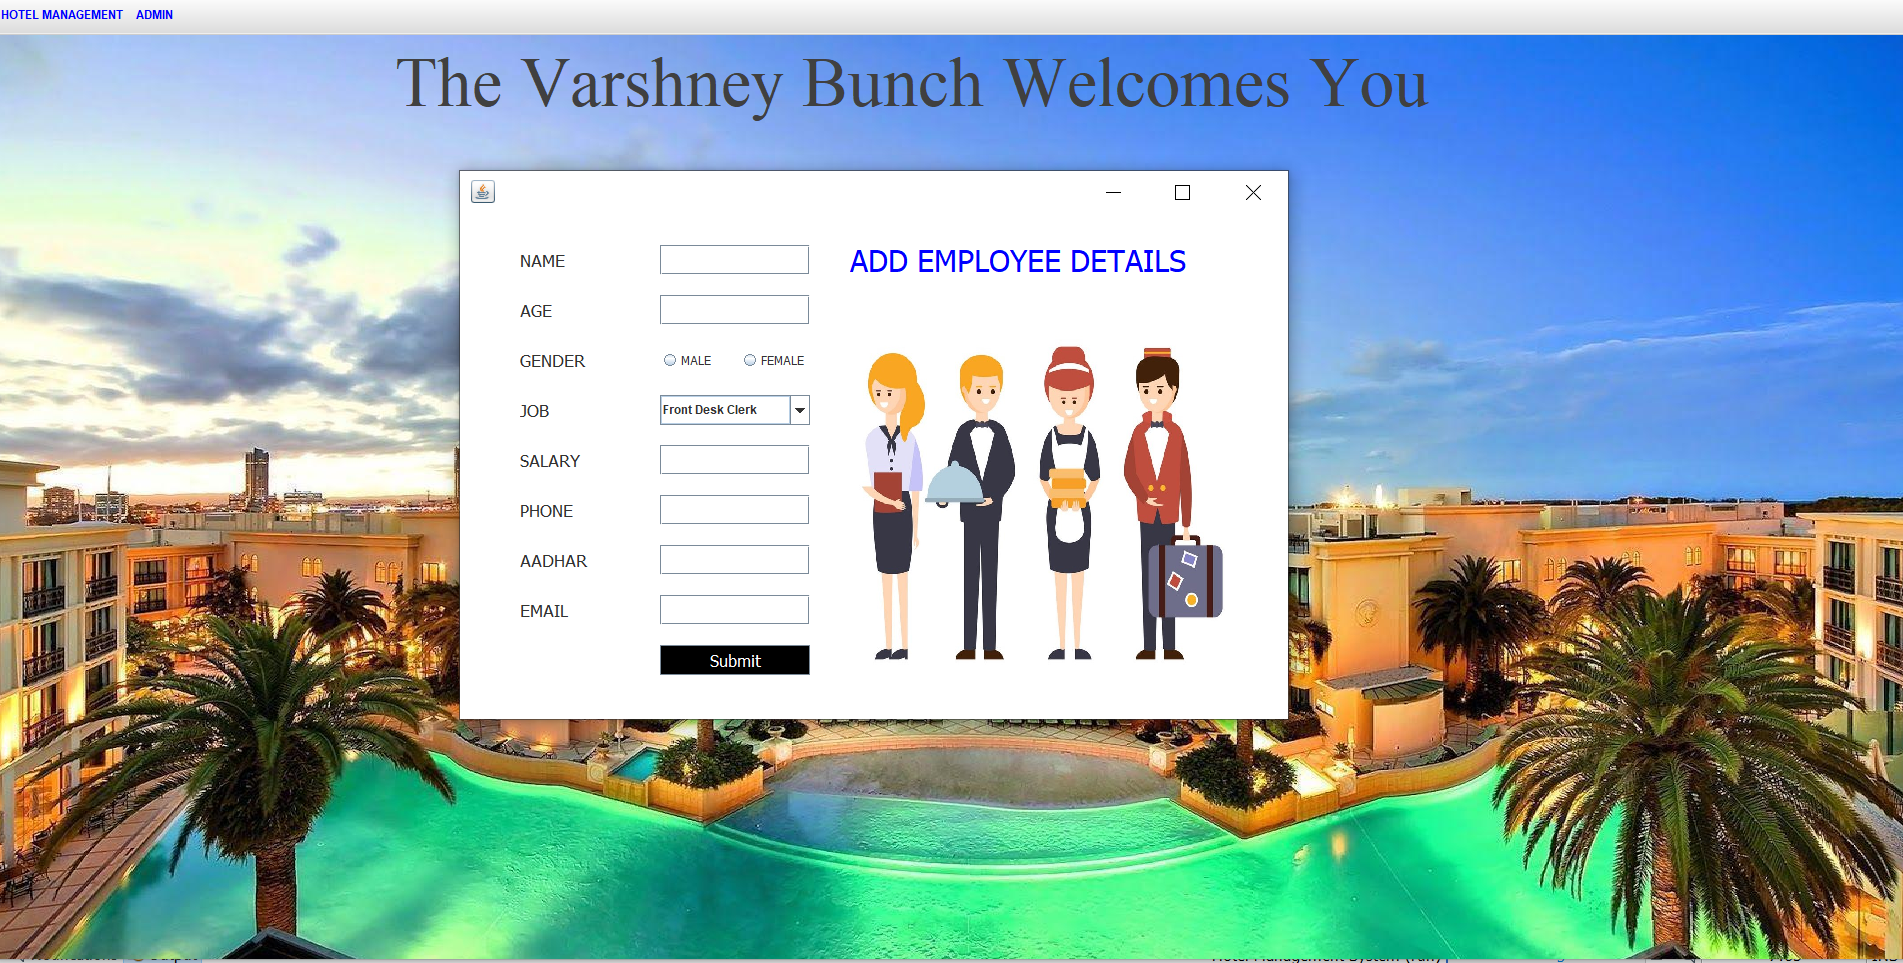 HOTEL MANAGEMENT ADMIN
The Varshney Bunch Welcomes You
NAME
ADD EMPLOYEE DETAILS
AGE
GENDER MALE FEMALE
JOB Front Desk Clerk
SALARY
PHONE
AADHAR
EMAIL
Submit